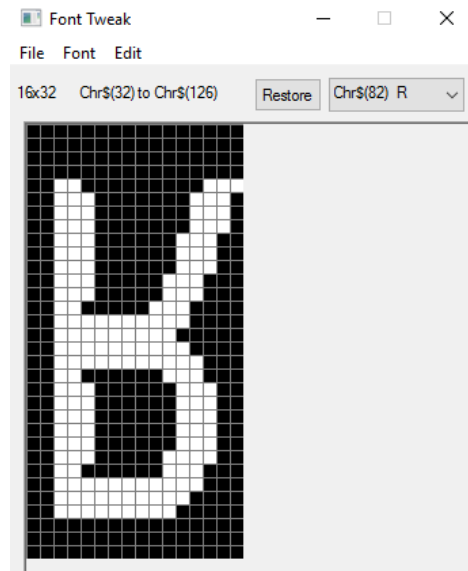 Font Tweak
File Font Edit
16x32 Chr$(32) to Chr$(126) Restore Chr$(82) R